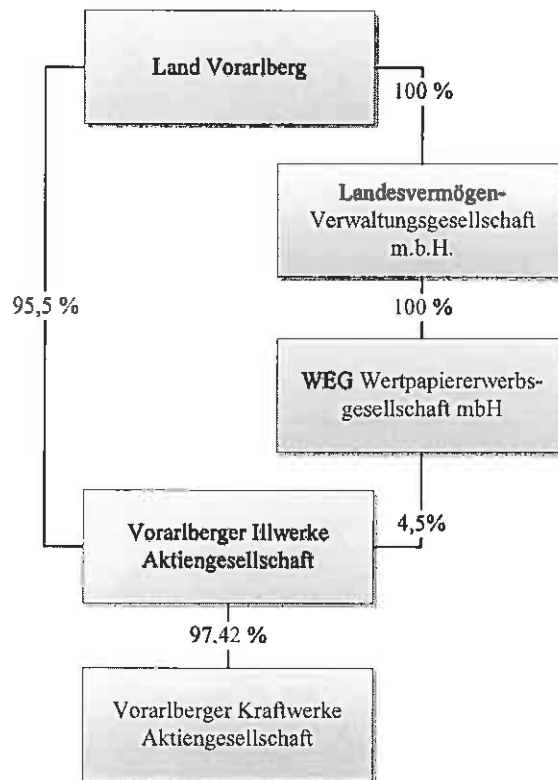 Land Vorarlberg
100 %
Landesvermögen-
Verwaltungsgesellschaft
m.b.H.
95,5 %
100 %
WEG Wertpapiererwerbs-
gesellschaft mbH
Vorarlberger Illwerke
Aktiengesellschaft
4,5%
97,42 %
Vorarlberger Kraftwerke
Aktiengesellschaft